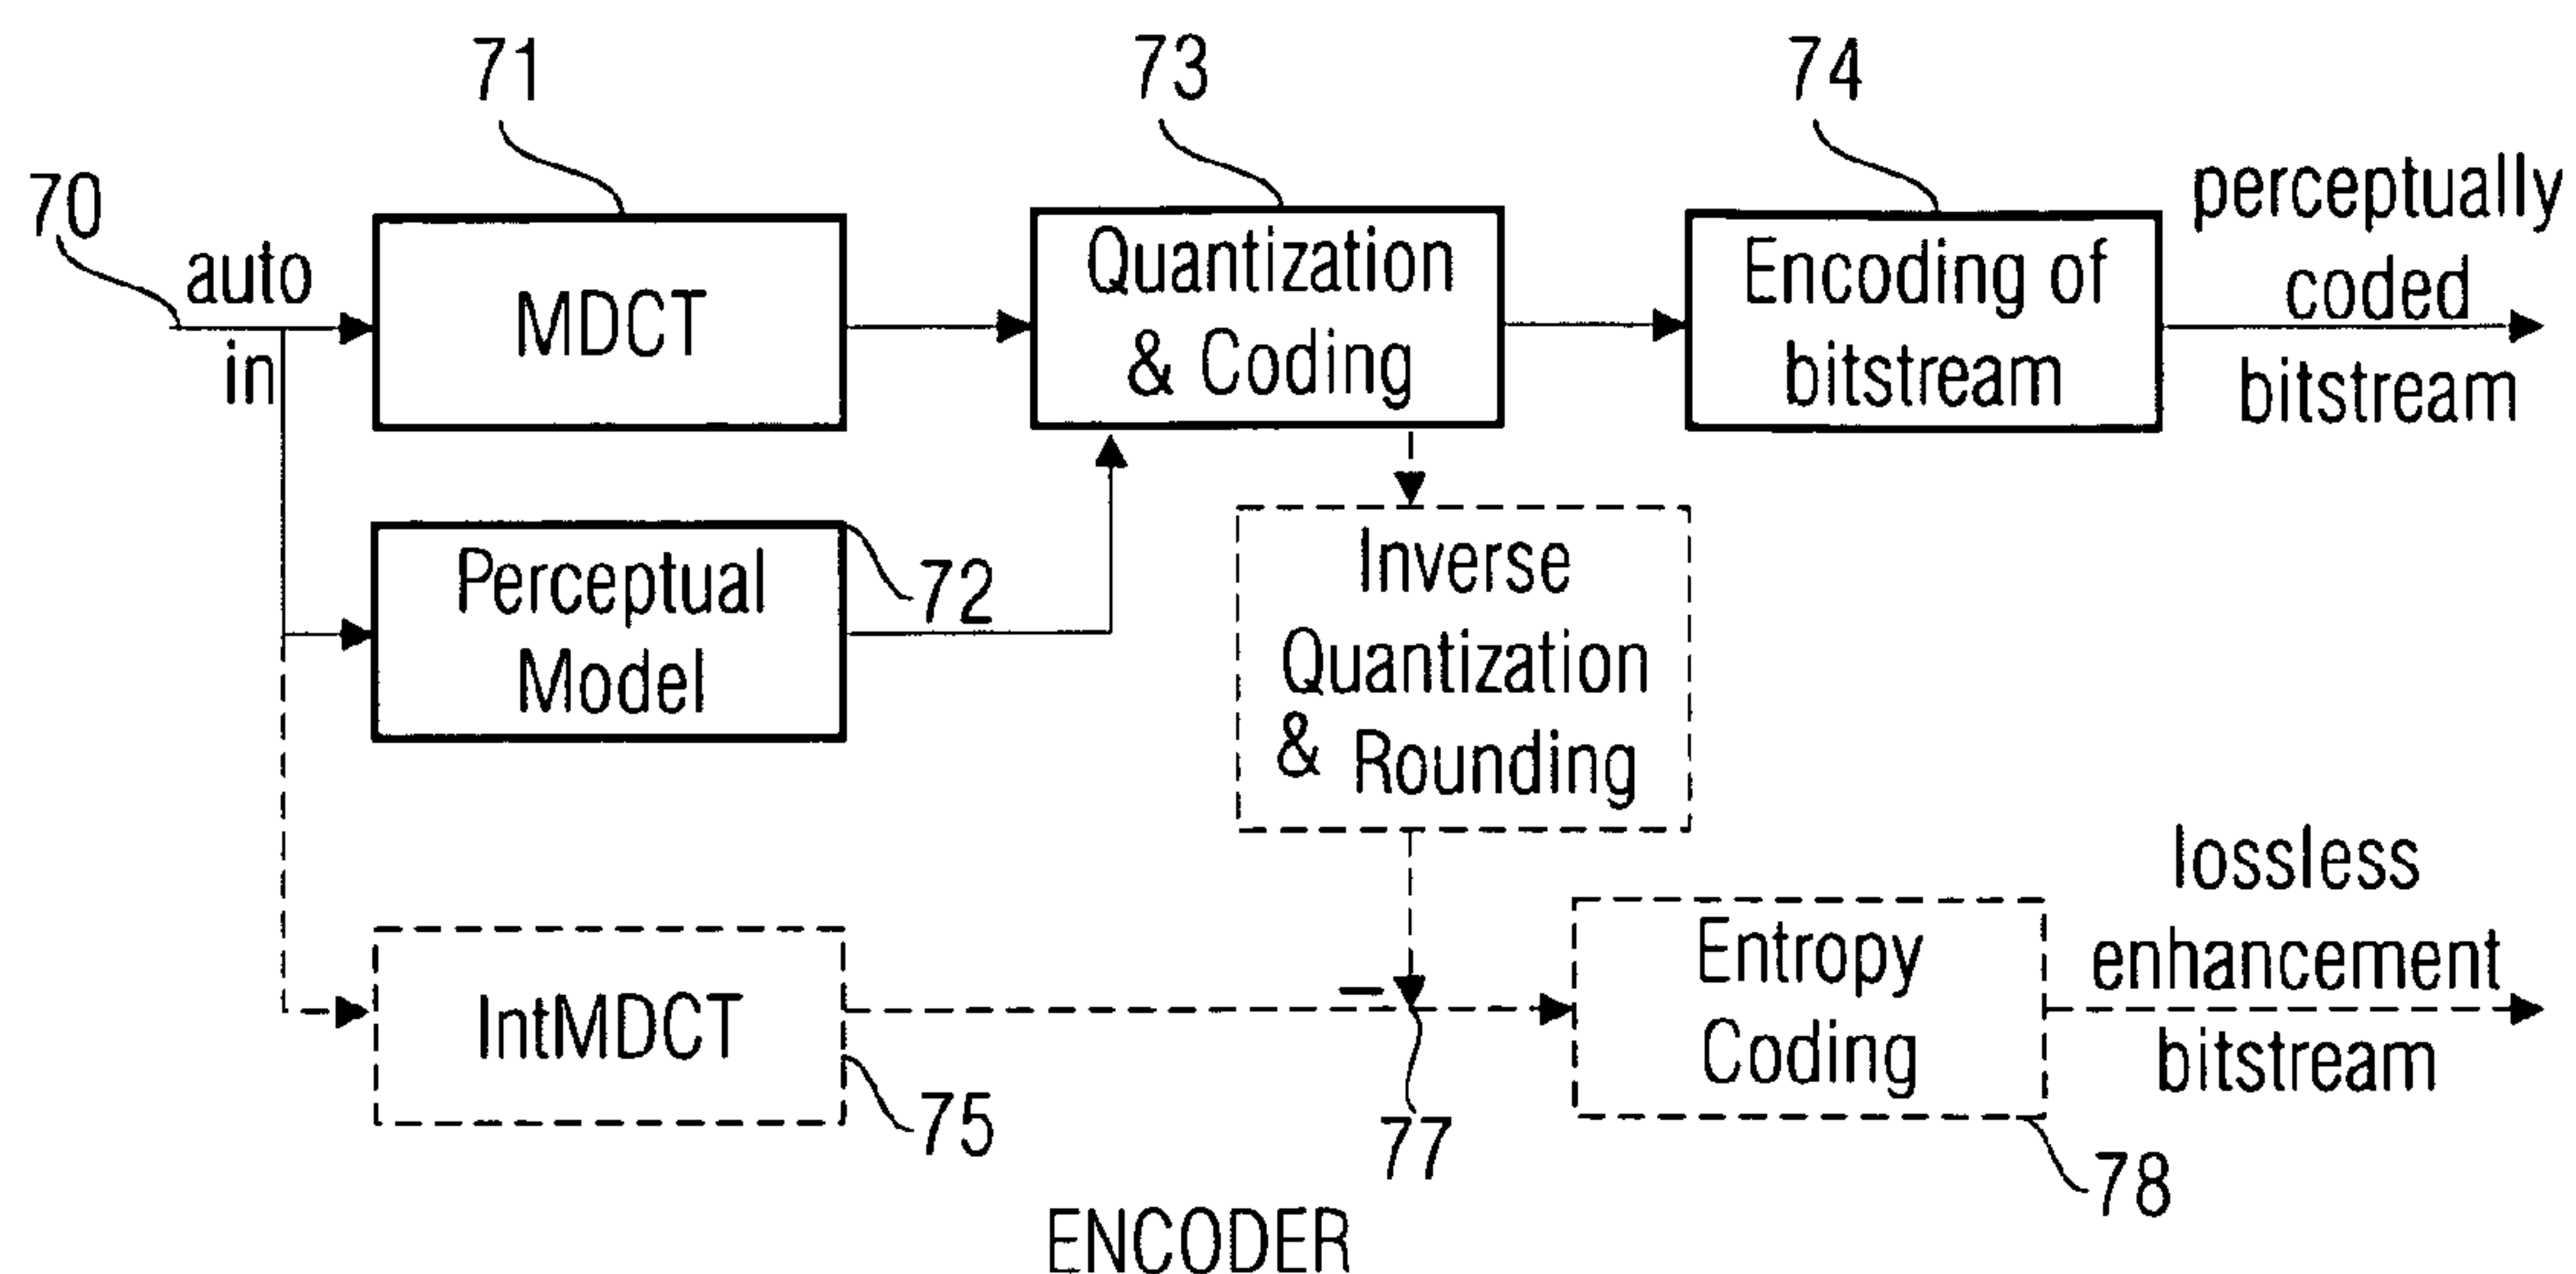 71
73
74
70
auto
in
MDCT
Quantization
& Coding
Encoding of
bitstream
perceptually
coded
bitstream
Perceptual
Model
72
Inverse
Quantization
& Rounding
IntMDCT
75
77
Entropy
Coding
78
lossless
enhancement
bitstream
ENCODER